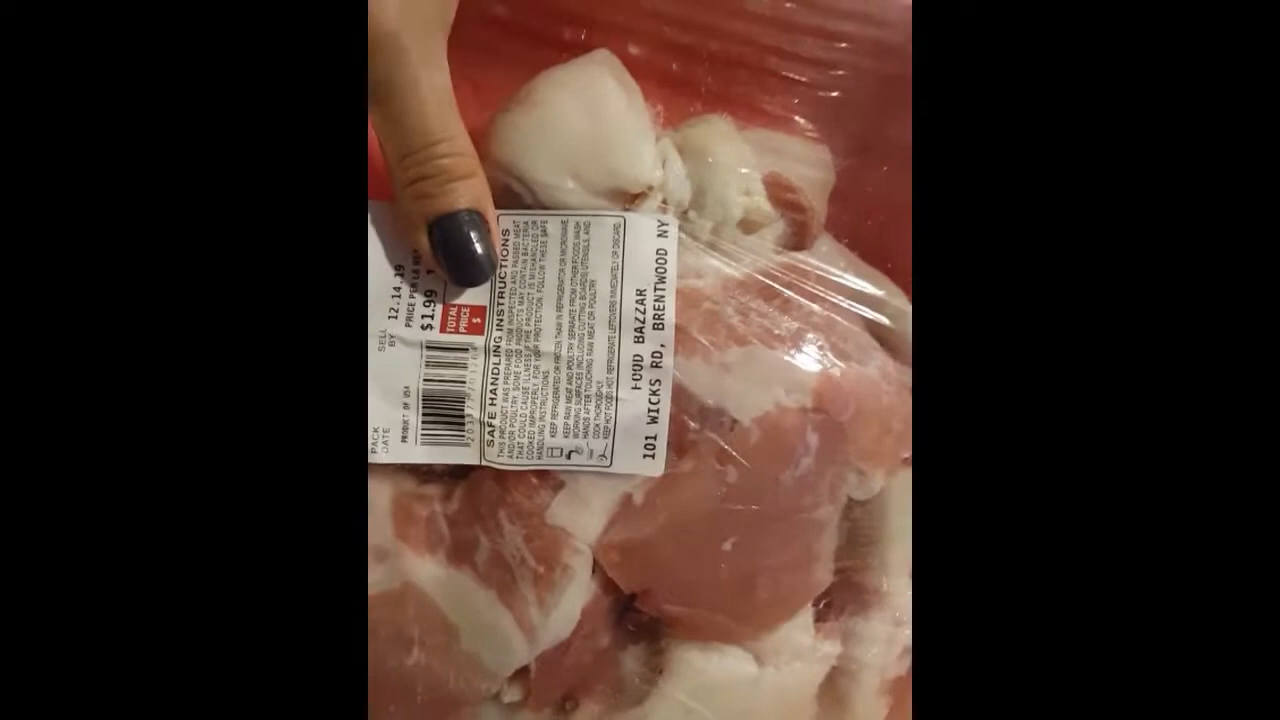 PACK
DATE
SELL
BY
12.14.19
PRODUCT OF USA
PRICE PER LB
$1.99
TOTAL
PRICE
$
SAFE HANDLING INSTRUCTIONS
THIS PRODUCT WAS PREPARED FROM INSPECTED AND PASSED MEAT
AND/OR POULTRY. SOME FOOD PRODUCTS MAY CONTAIN BACTERIA
THAT COULD CAUSE ILLNESS IF THE PRODUCT IS MISHANDLED OR
COOKED IMPROPERLY. FOR YOUR PROTECTION, FOLLOW THESE SAFE
HANDLING INSTRUCTIONS.
KEEP REFRIGERATED OR FROZEN. THAW IN REFRIGERATOR OR MICROWAVE.
KEEP RAW MEAT AND POULTRY SEPARATE FROM OTHER FOODS. WASH
WORKING SURFACES (INCLUDING CUTTING BOARDS) UTENSILS, AND
HANDS AFTER TOUCHING RAW MEAT OR POULTRY.
COOK THOROUGHLY.
KEEP HOT FOODS HOT. REFRIGERATE LEFTOVERS IMMEDIATELY OR DISCARD.
FOOD BAZZAR
101 WICKS RD, BRENTWOOD NY